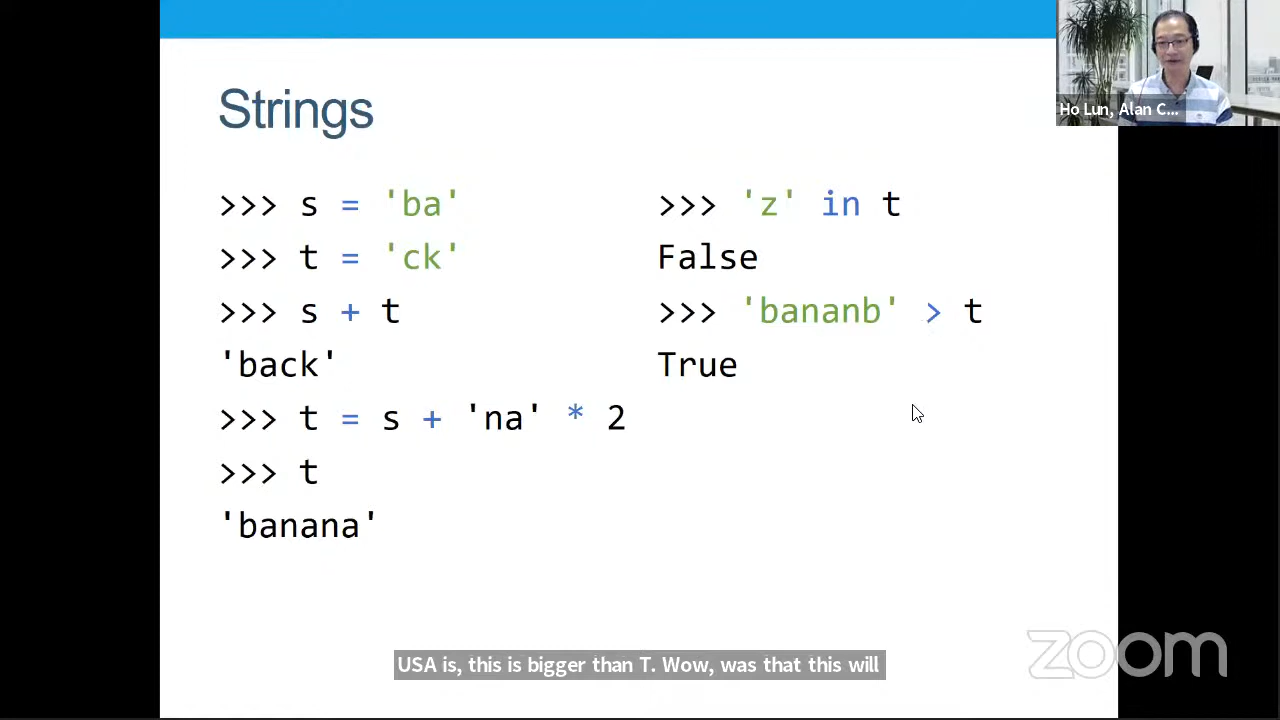 Strings
>>> s = 'ba'
>>> t = 'ck'
>>> s + t
'back'
>>> t = s + 'na' * 2
>>> t
'banana'
>>> 'z' in t
False
>>> 'bananb' > t
True
Ho Lun, Alan C...
USA is, this is bigger than T. Wow, was that this will
zoom